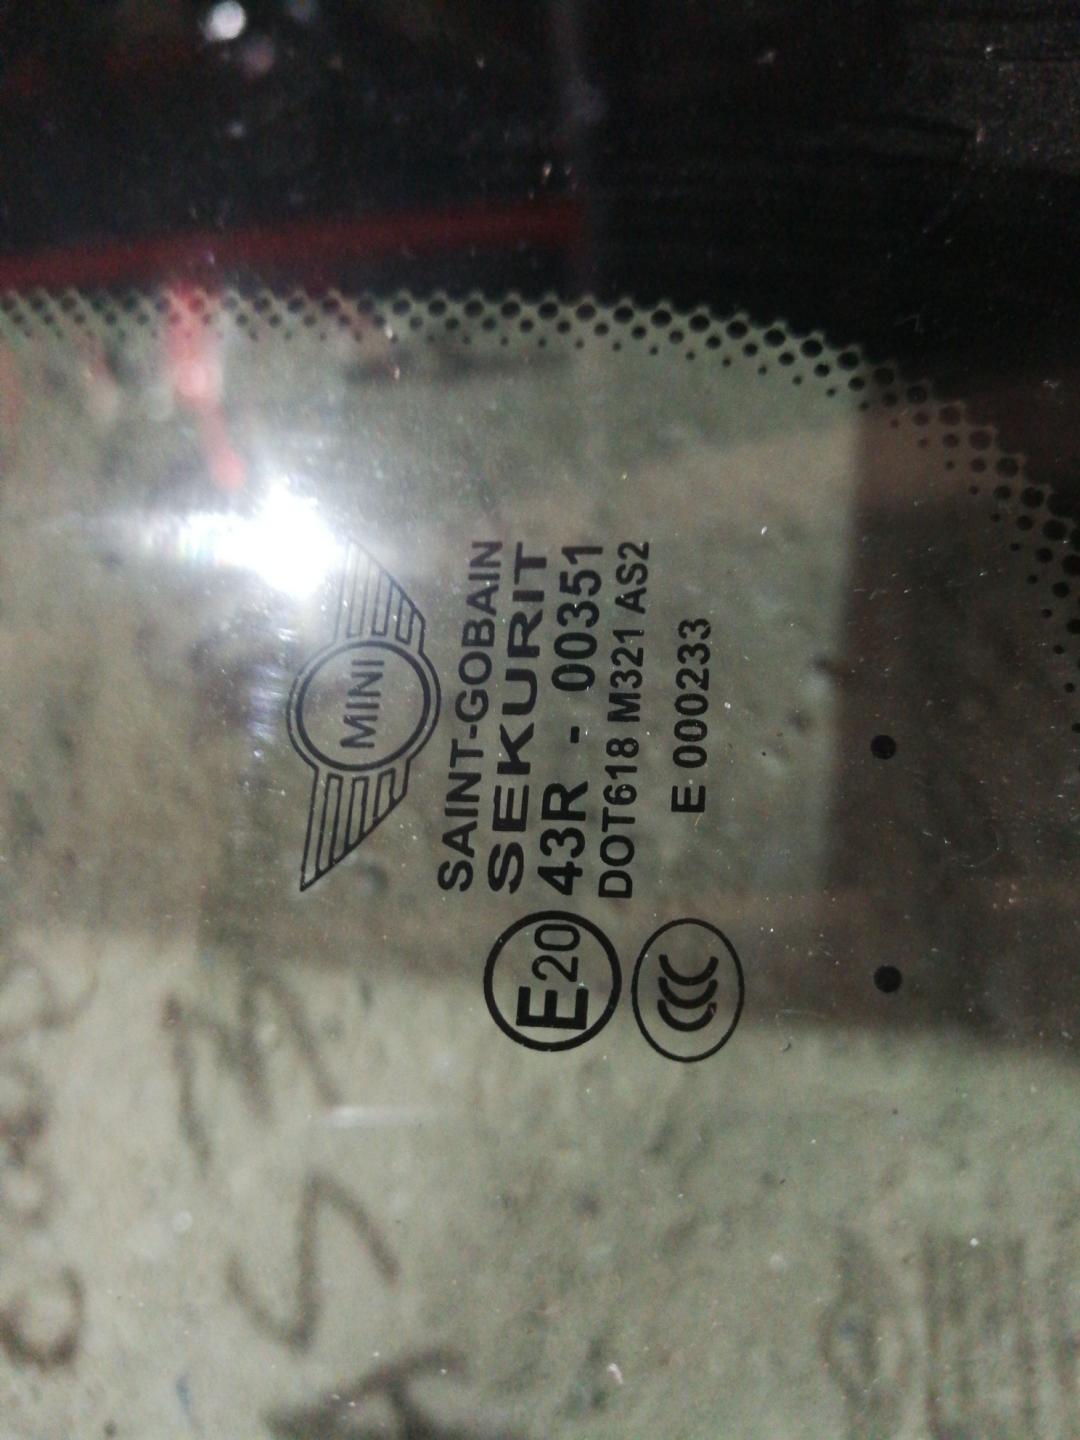 MINI
SAINT-GOBAIN
SEKURIT
E20 43R - 00351
DOT618 M321 AS2
CCC E 000233